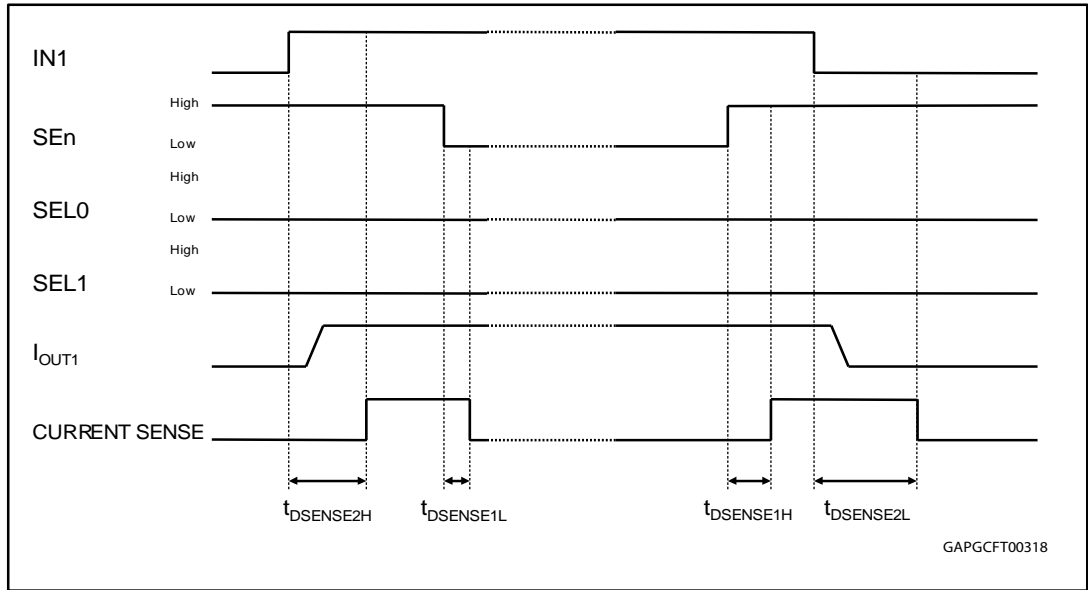 IN1
High
SEn
Low
High
SEL0
Low
High
SEL1
Low
IOUT1
CURRENT SENSE
tDSENSE2H
tDSENSE1L
tDSENSE1H
tDSENSE2L
GAPGCFT00318